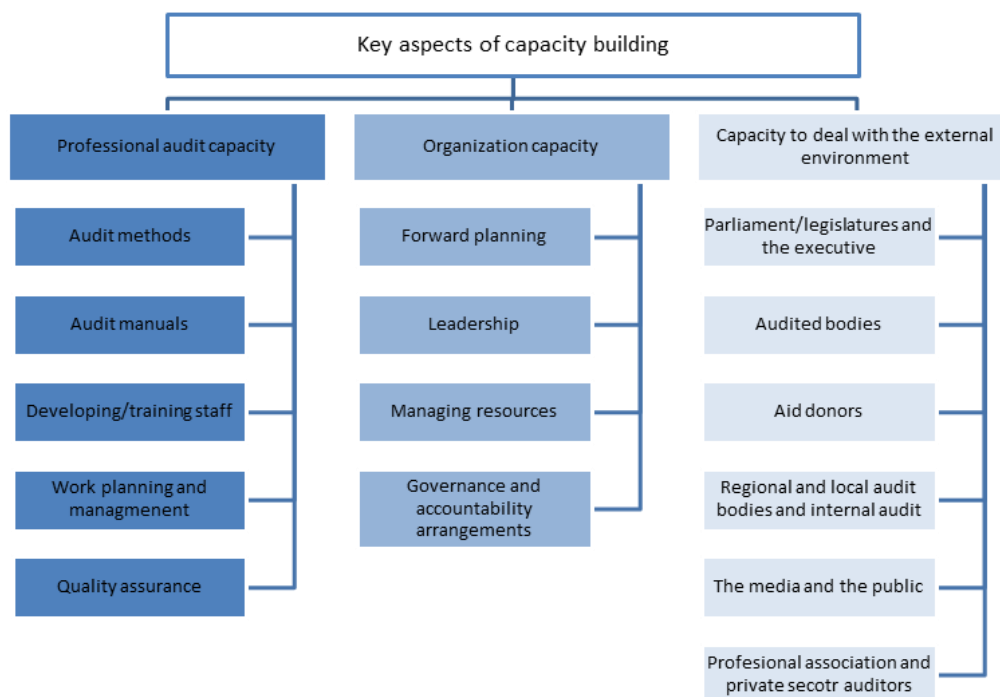 Key aspects of capacity building
Professional audit capacity
Audit methods
Audit manuals
Developing/training staff
Work planning and
managmenent
Quality assurance
Organization capacity
Forward planning
Leadership
Managing resources
Governance and
accountability
arrangements
Capacity to deal with the external
environment
Parliament/legislatures and
the executive
Audited bodies
Aid donors
Regional and local audit
bodies and internal audit
The media and the public
Profesional association and
private secotr auditors